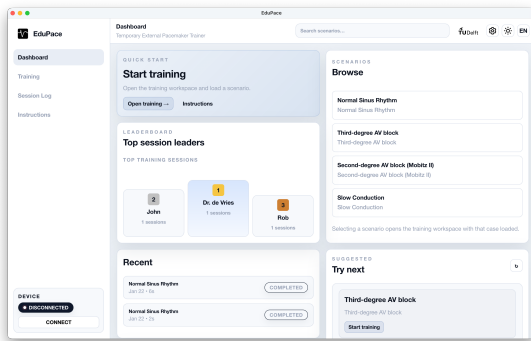 EduPace
EduPace
Dashboard
Training
Session Log
Instructions
DEVICE
DISCONNECTED
CONNECT
Dashboard
Temporary External Pacemaker Trainer
Search scenarios...
TU Delft
EN
QUICK START
Start training
Open the training workspace and load a scenario.
Open training →
Instructions
LEADERBOARD
Top session leaders
TOP TRAINING SESSIONS
2
John
1 sessions
1
Dr. de Vries
1 sessions
3
Rob
1 sessions
Recent
Normal Sinus Rhythm
Jan 22 • 6s
COMPLETED
Normal Sinus Rhythm
Jan 22 • 2s
COMPLETED
SCENARIOS
Browse
Normal Sinus Rhythm
Normal Sinus Rhythm
Third-degree AV block
Third-degree AV block
Second-degree AV block (Mobitz II)
Second-degree AV block (Mobitz II)
Slow Conduction
Slow Conduction
Selecting a scenario opens the training workspace with that case loaded.
SUGGESTED
Try next
Third-degree AV block
Third-degree AV block
Start training